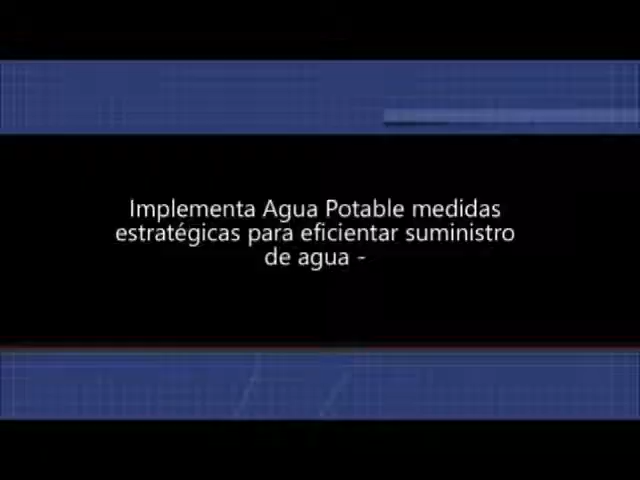 Implementa Agua Potable medidas
estratégicas para eficientar suministro
de agua -